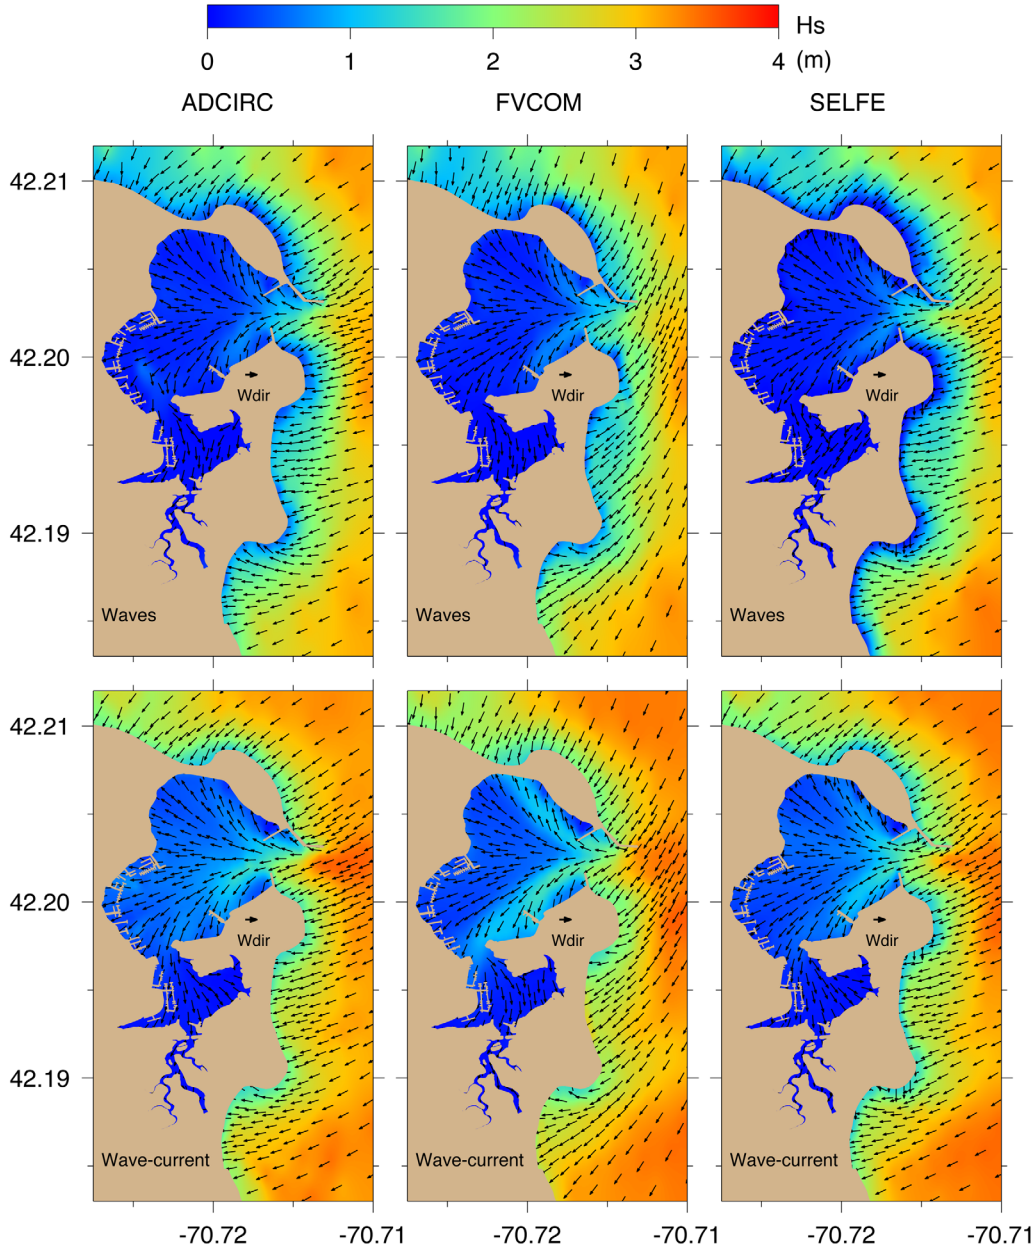 Hs
0 1 2 3 4 (m)
ADCIRC FVCOM SELFE
42.21
42.20
Wdir Wdir Wdir
42.19
Waves Waves Waves
42.21
42.20
Wdir Wdir Wdir
42.19
Wave-current Wave-current Wave-current
-70.72 -70.71 -70.72 -70.71 -70.72 -70.71